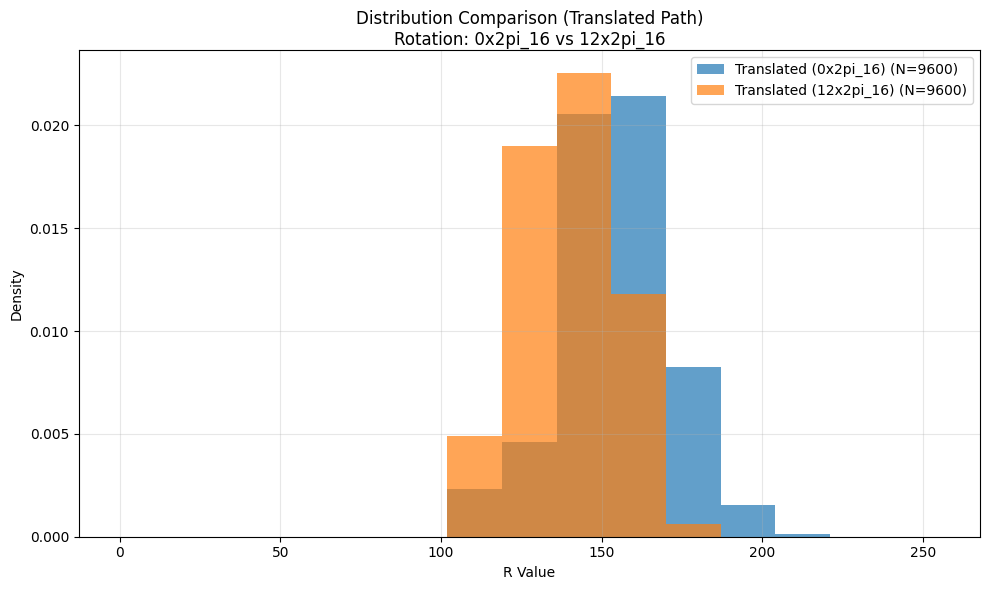 Distribution Comparison (Translated Path)
Rotation: 0x2pi_16 vs 12x2pi_16
Translated (0x2pi_16) (N=9600)
Translated (12x2pi_16) (N=9600)
Density
0.020
0.015
0.010
0.005
0.000
0 50 100 150 200 250
R Value